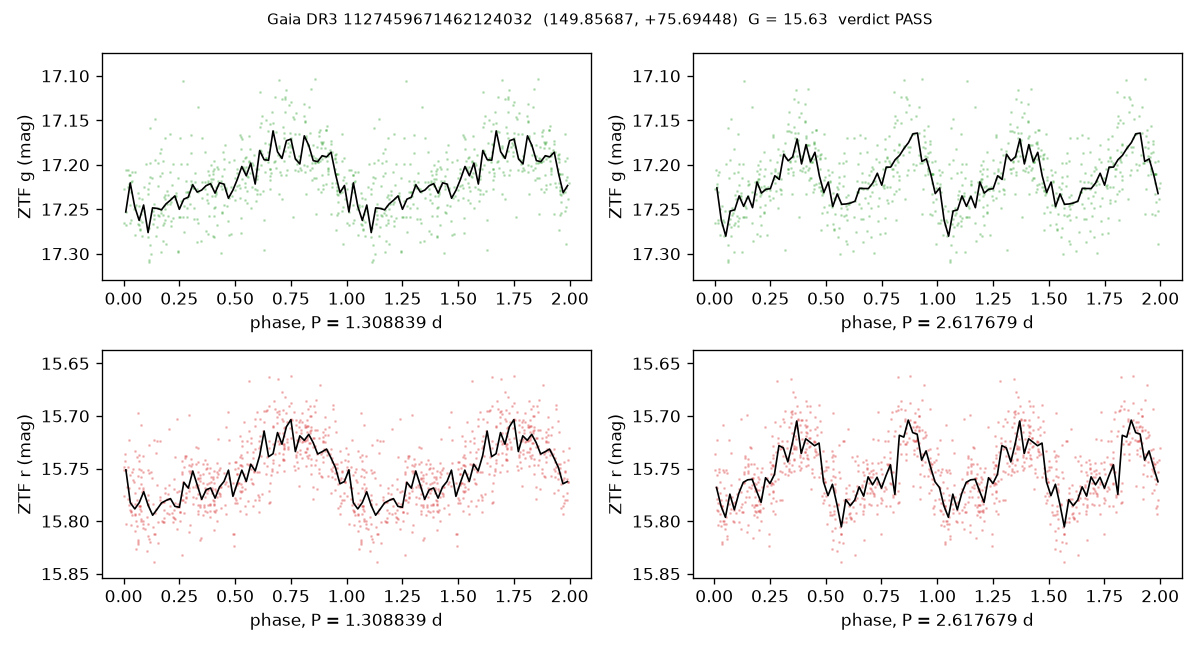 Gaia DR3 1127459671462124032 (149.85687, +75.69448) G = 15.63 verdict PASS
ZTF g (mag)
17.10
17.15
17.20
17.25
17.30
0.00 0.25 0.50 0.75 1.00 1.25 1.50 1.75 2.00
phase, P = 1.308839 d
ZTF g (mag)
17.10
17.15
17.20
17.25
17.30
0.00 0.25 0.50 0.75 1.00 1.25 1.50 1.75 2.00
phase, P = 2.617679 d
ZTF r (mag)
15.65
15.70
15.75
15.80
15.85
0.00 0.25 0.50 0.75 1.00 1.25 1.50 1.75 2.00
phase, P = 1.308839 d
ZTF r (mag)
15.65
15.70
15.75
15.80
15.85
0.00 0.25 0.50 0.75 1.00 1.25 1.50 1.75 2.00
phase, P = 2.617679 d